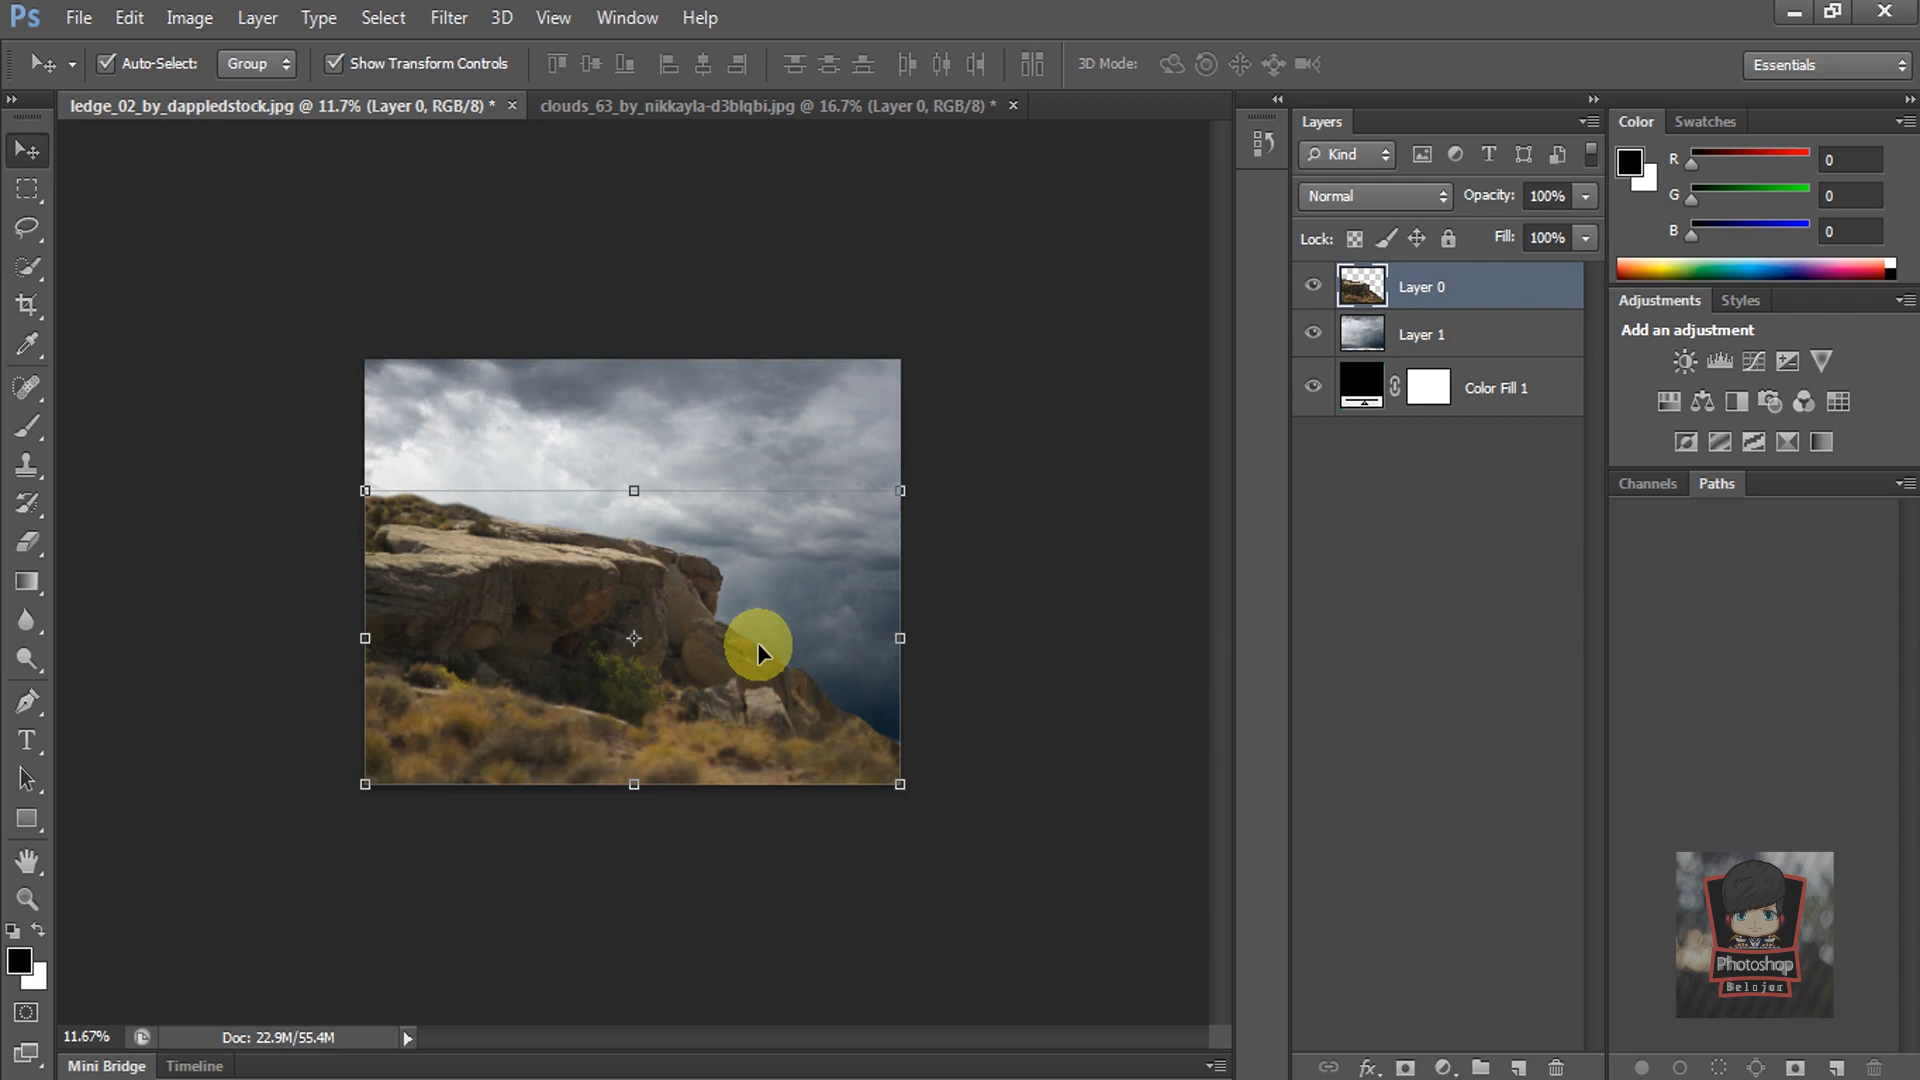 Ps File Edit Image Layer Type Select Filter 3D View Window Help
Auto-Select: Group Show Transform Controls 3D Mode: Essentials
ledge_02_by_dappledstock.jpg @ 11.7% (Layer 0, RGB/8) *
clouds_63_by_nikkayla-d3blqbi.jpg @ 16.7% (Layer 0, RGB/8) *
Layers
Kind
Normal Opacity: 100%
Lock: Fill: 100%
Layer 0
Layer 1
Color Fill 1
Color Swatches
R 0
G 0
B 0
Adjustments Styles
Add an adjustment
Channels Paths
Photoshop
Belajar
11.67% Doc: 22.9M/55.4M
Mini Bridge Timeline